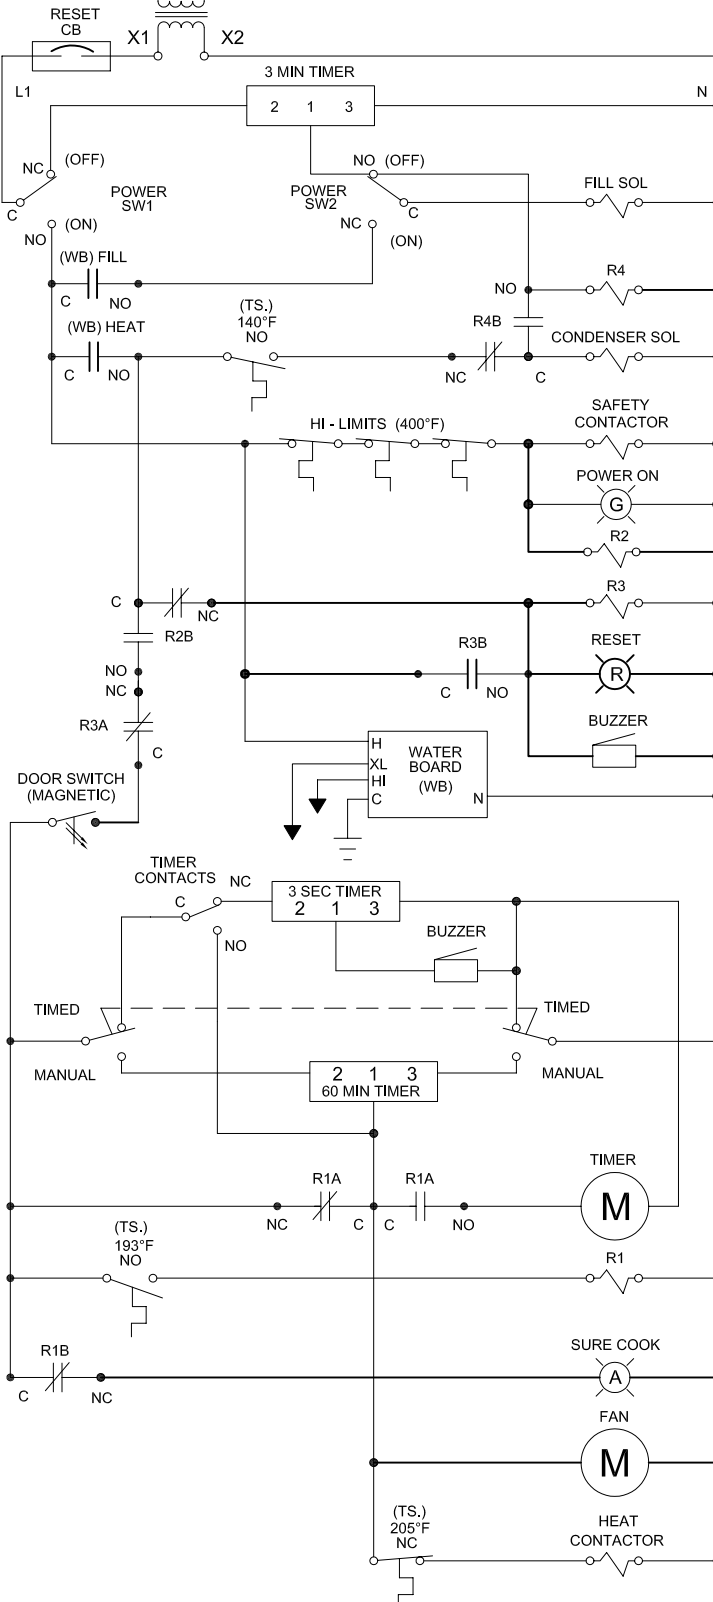 RESET
CB
X1
X2
L1
3 MIN TIMER
N
2 1 3
NC
(OFF)
NO (OFF)
POWER
SW1
POWER
SW2
FILL SOL
C
C
(ON)
NO
NC
(ON)
(WB) FILL
C
NO
NO
R4
(TS.)
140°F
NO
R4B
(WB) HEAT
CONDENSER SOL
C
NO
NC
C
HI - LIMITS (400°F)
SAFETY
CONTACTOR
POWER ON
G
R2
C
NC
R2B
R3
NO
NC
R3B
C
NO
RESET
R
R3A
C
BUZZER
H
XL
HI
C
WATER
BOARD
(WB)
N
DOOR SWITCH
(MAGNETIC)
TIMER
CONTACTS
NC
C
NO
3 SEC TIMER
2 1 3
BUZZER
TIMED
TIMED
MANUAL
MANUAL
2 1 3
60 MIN TIMER
R1A
R1A
TIMER
M
NC
C
C
NO
(TS.)
193°F
NO
R1
R1B
C
NC
SURE COOK
A
FAN
M
(TS.)
205°F
NC
HEAT
CONTACTOR